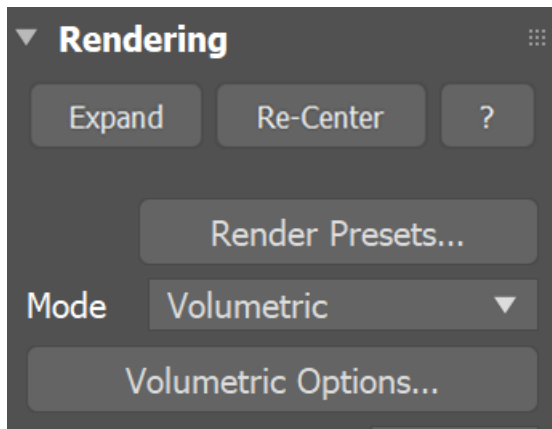 Rendering
Expand Re-Center ?
Render Presets...
Mode Volumetric
Volumetric Options...